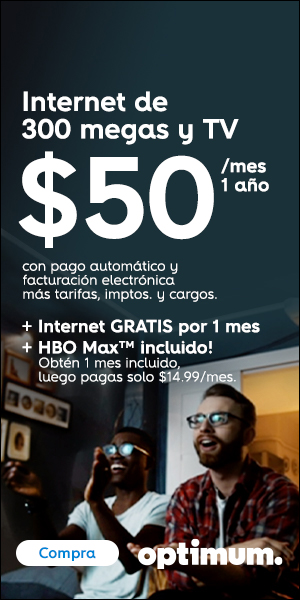 Internet de
300 megas y TV
$50
/mes
1 año
con pago automático y
facturación electrónica
más tarifas, imptos. y cargos.
+ Internet GRATIS por 1 mes
+ HBO Max™ incluido!
Obtén 1 mes incluido,
luego pagas solo $14.99/mes.
Compra
optimum.